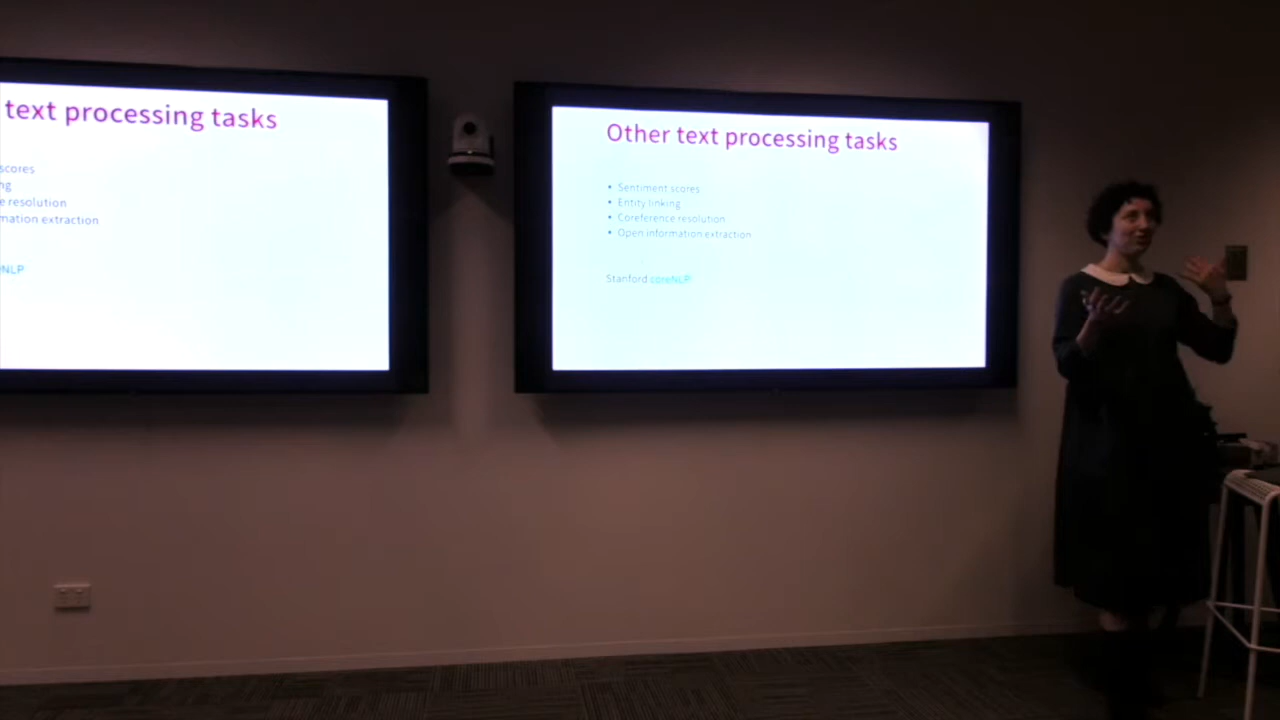 text processing tasks
scores
ng
e resolution
mation extraction
NLP
Other text processing tasks
• Sentiment scores
• Entity linking
• Coreference resolution
• Open information extraction
Stanford coreNLP